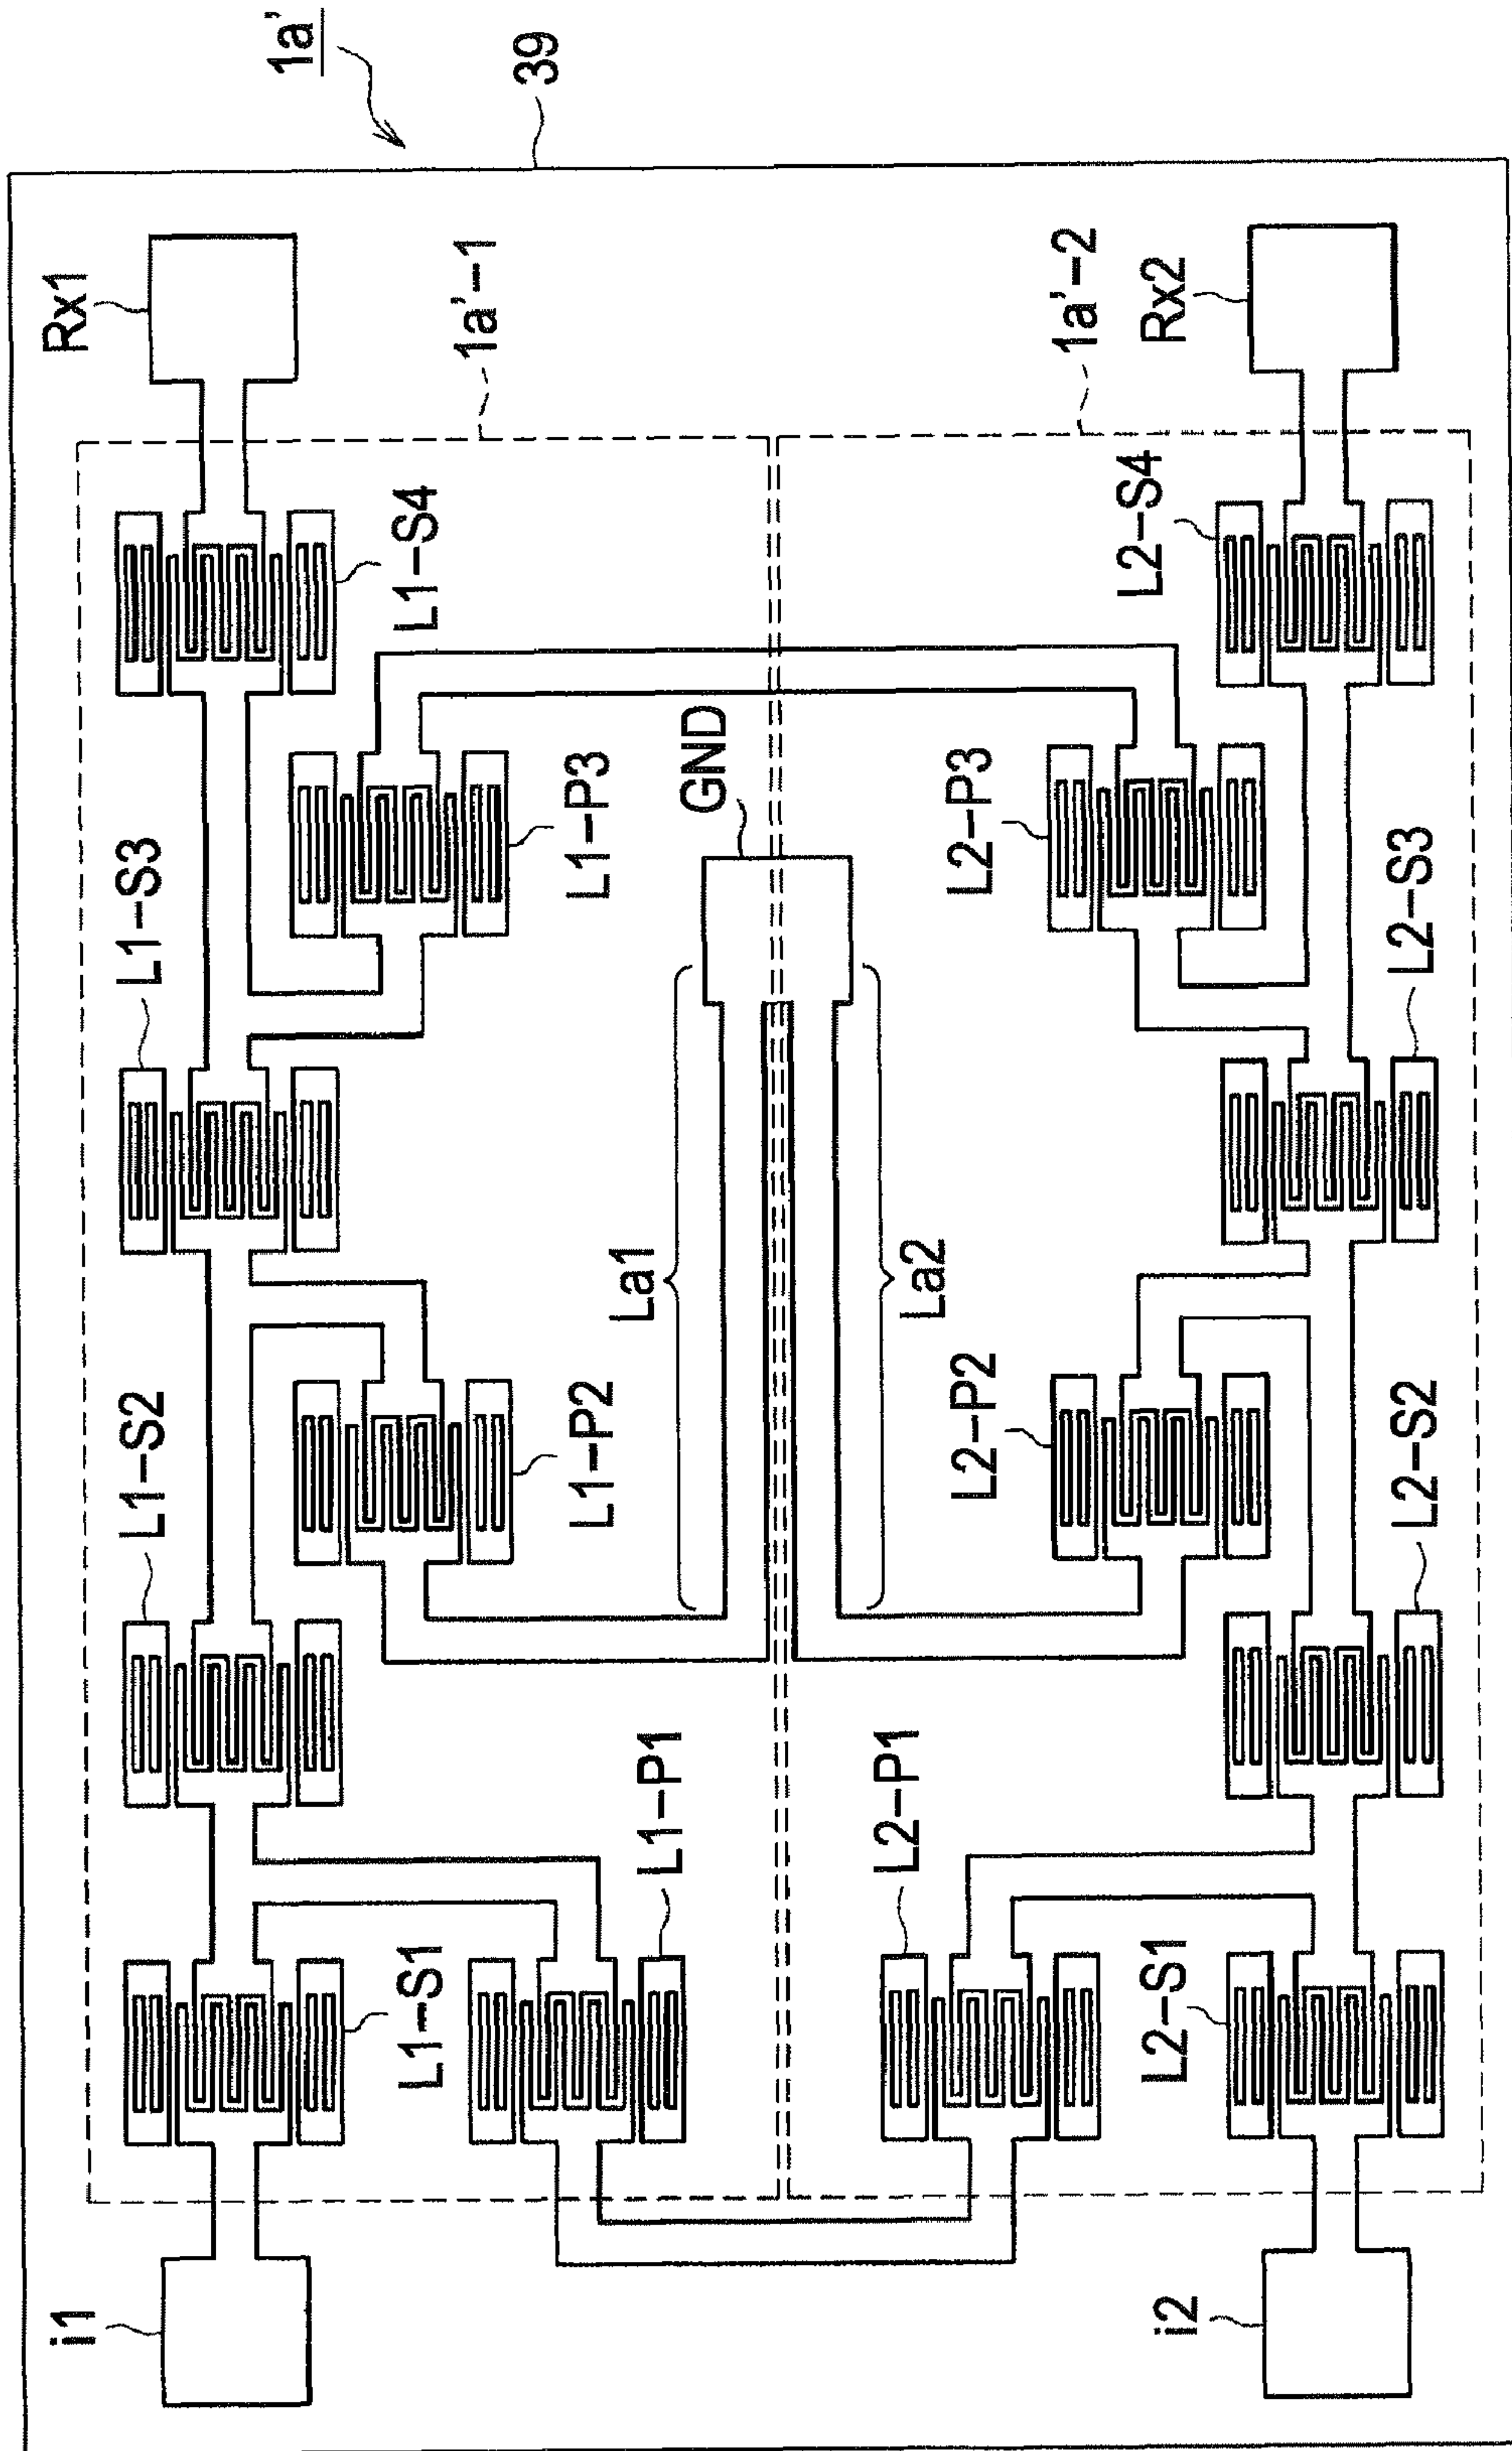 1a'
39
Rx1
1a'-1
1a'-2
Rx2
L1-S4
L2-S4
L1-P3
GND
L2-P3
L1-S3
L2-S3
La1
La2
L1-S2
L1-P2
L2-P2
L2-S2
L1-P1
L2-P1
L1-S1
L2-S1
i1
i2